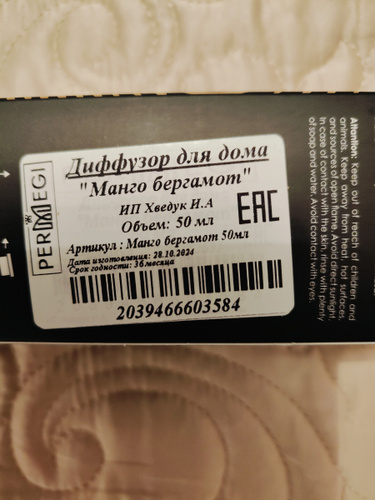 PERMEGI
Диффузор для дома
"Манго бергамот"
ИП Хведук И.А
Объем: 50 мл
EAC
Артикул : Манго бергамот 50мл
Дата изготовления: 28.10.2024
Срок годности: 36 месяца
2039466603584
Attention: Keep out of reach of children and
animals. Keep away from heat, hot surfaces,
and sources of open flame. Avoid direct sunlight.
In case of contact with the skin, rinse with plenty
of soap and water. Avoid contact with eyes.